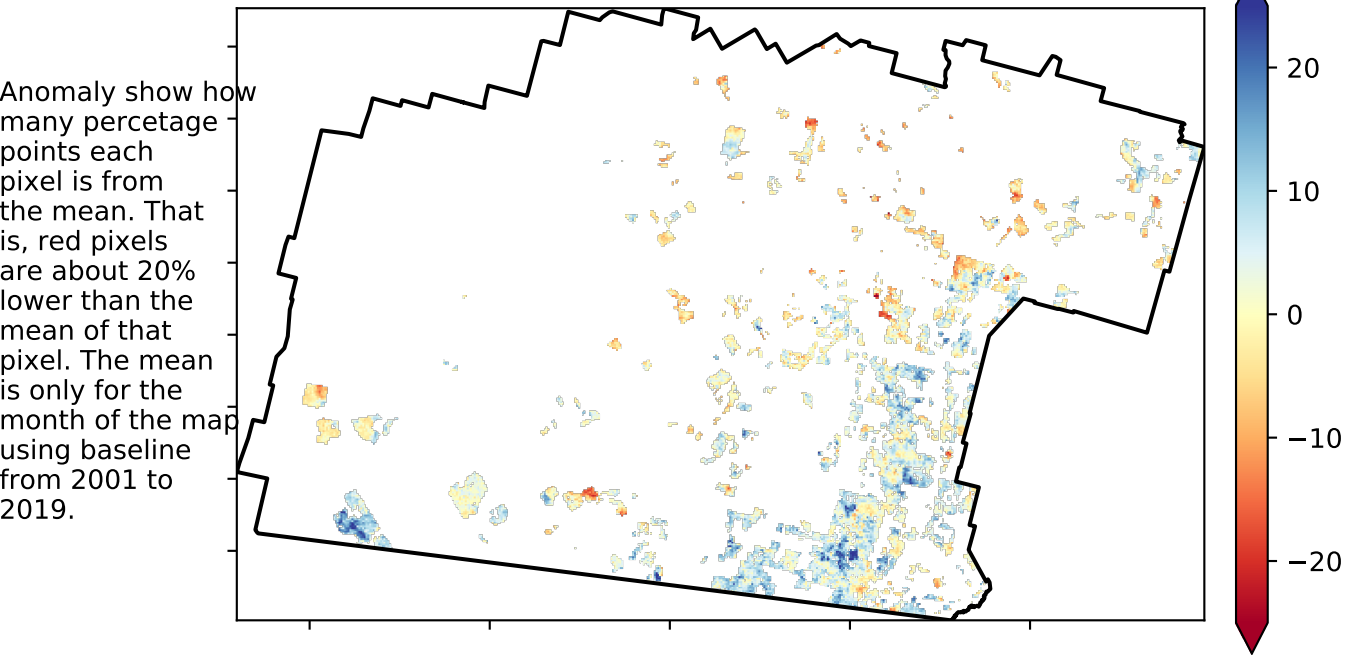 Anomaly show how
many percetage
points each
pixel is from
the mean. That
is, red pixels
are about 20%
lower than the
mean of that
pixel. The mean
is only for the
month of the map
using baseline
from 2001 to
2019.
20
10
0
−10
−20